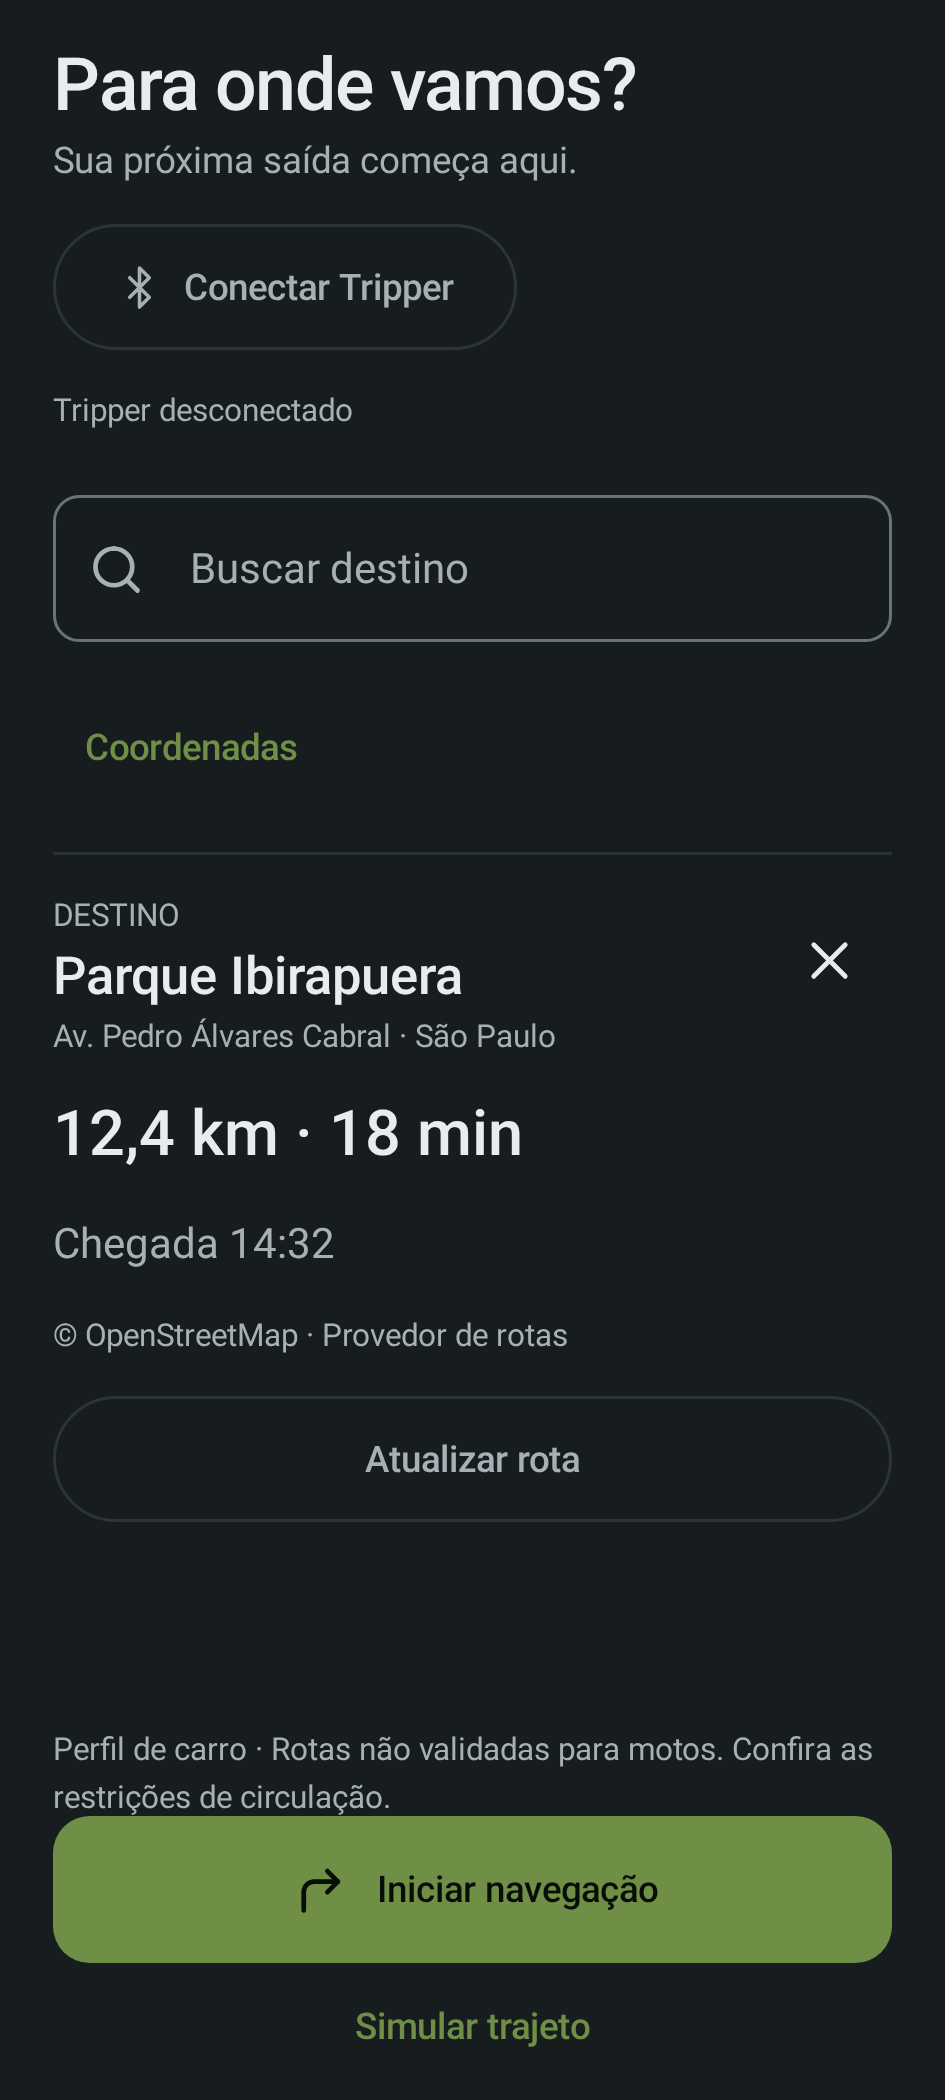 Para onde vamos?
Sua próxima saída começa aqui.
Conectar Tripper
Tripper desconectado
Buscar destino
Coordenadas
DESTINO
Parque Ibirapuera
Av. Pedro Álvares Cabral · São Paulo
12,4 km · 18 min
Chegada 14:32
© OpenStreetMap · Provedor de rotas
Atualizar rota
Perfil de carro · Rotas não validadas para motos. Confira as
restrições de circulação.
Iniciar navegação
Simular trajeto